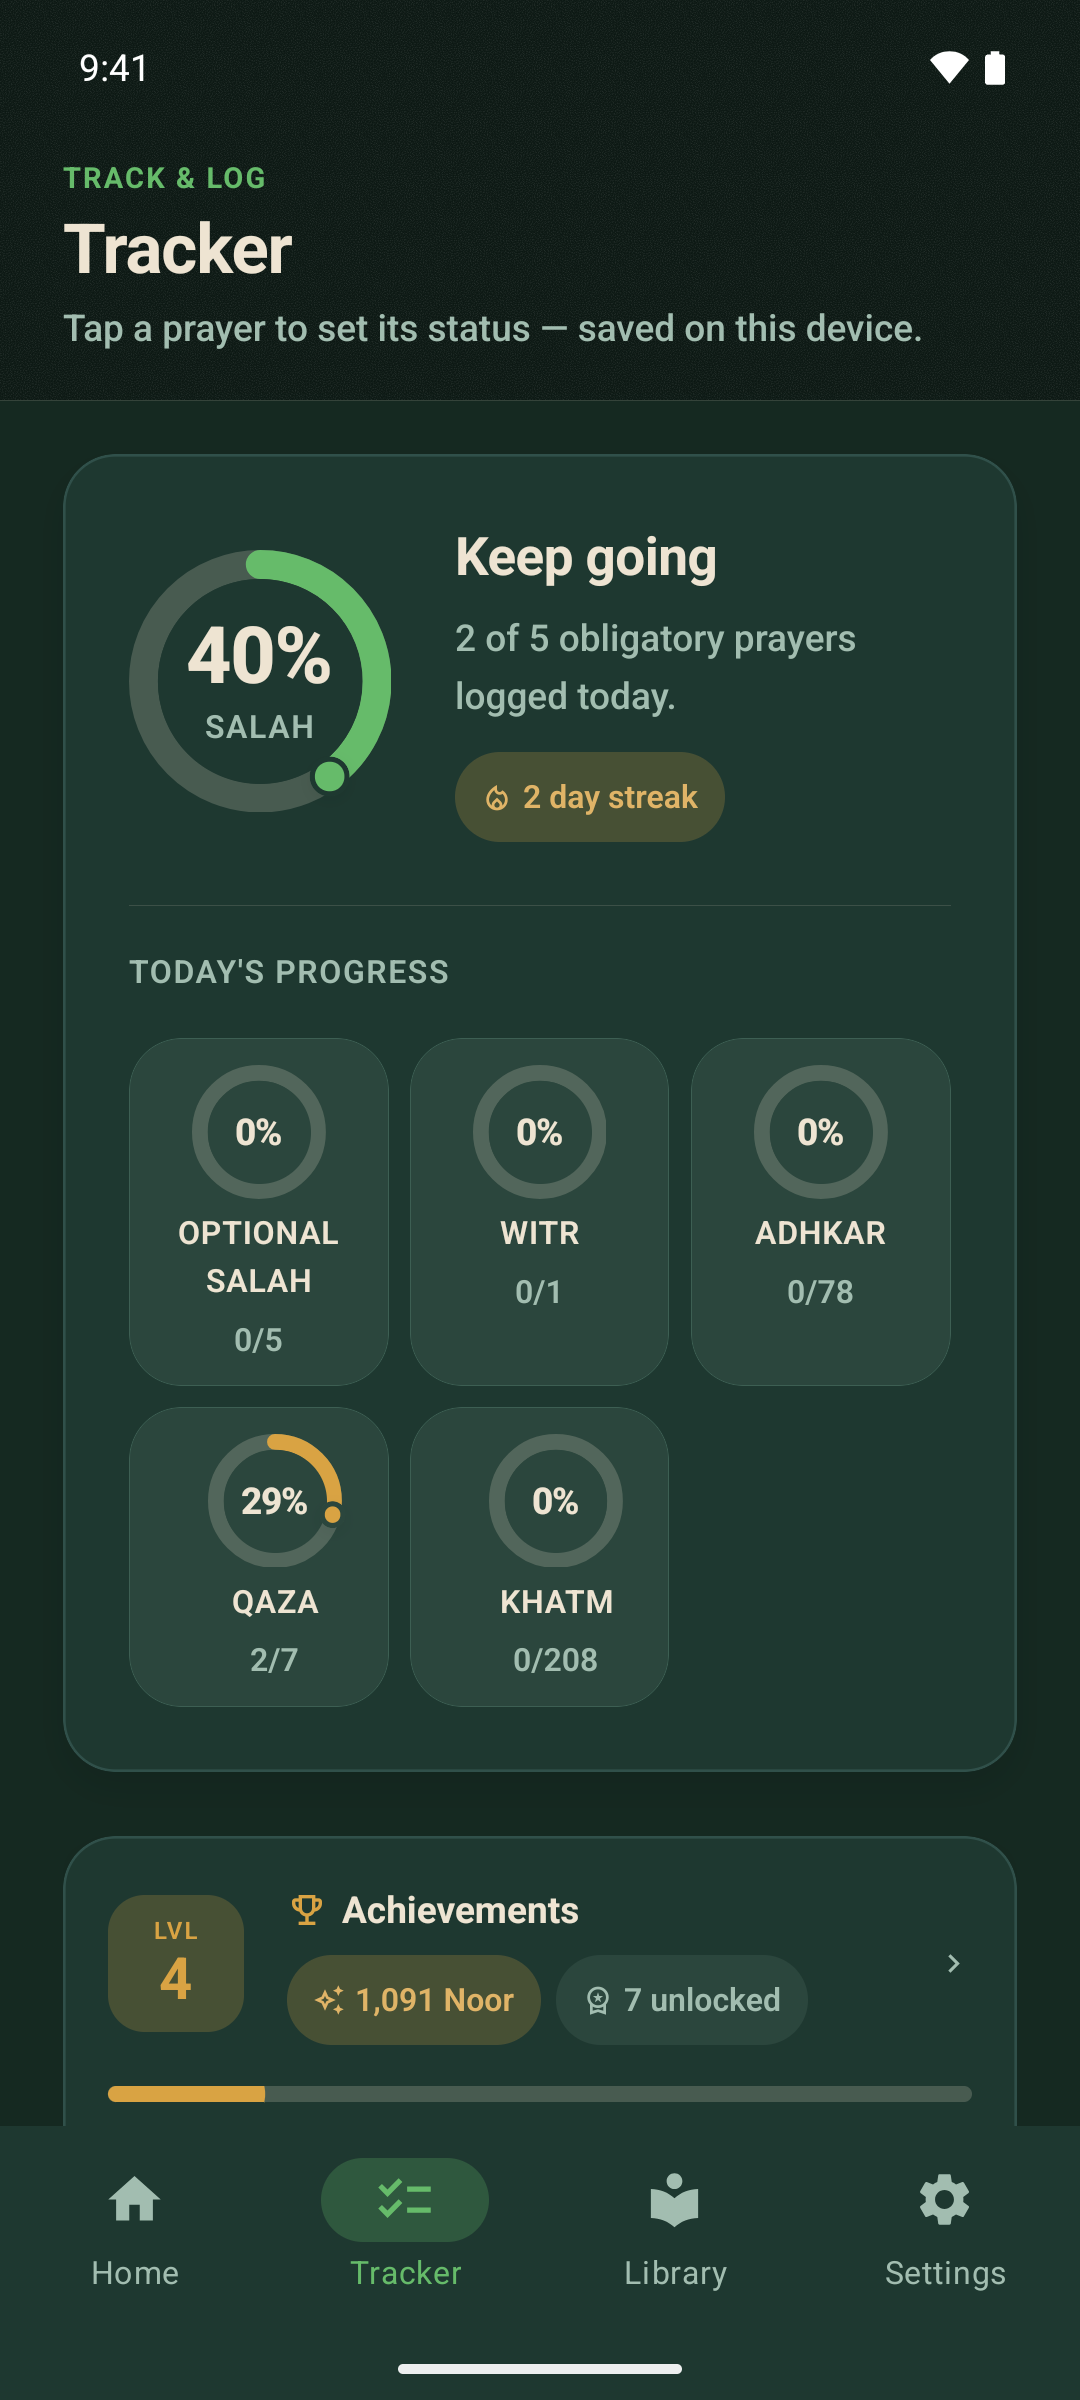 9:41
TRACK & LOG
Tracker
Tap a prayer to set its status — saved on this device.
40%
SALAH
Keep going
2 of 5 obligatory prayers
logged today.
2 day streak
TODAY'S PROGRESS
0%
OPTIONAL
SALAH
0/5
0%
WITR
0/1
0%
ADHKAR
0/78
29%
QAZA
2/7
0%
KHATM
0/208
LVL
4
Achievements
1,091 Noor
7 unlocked
Home
Tracker
Library
Settings